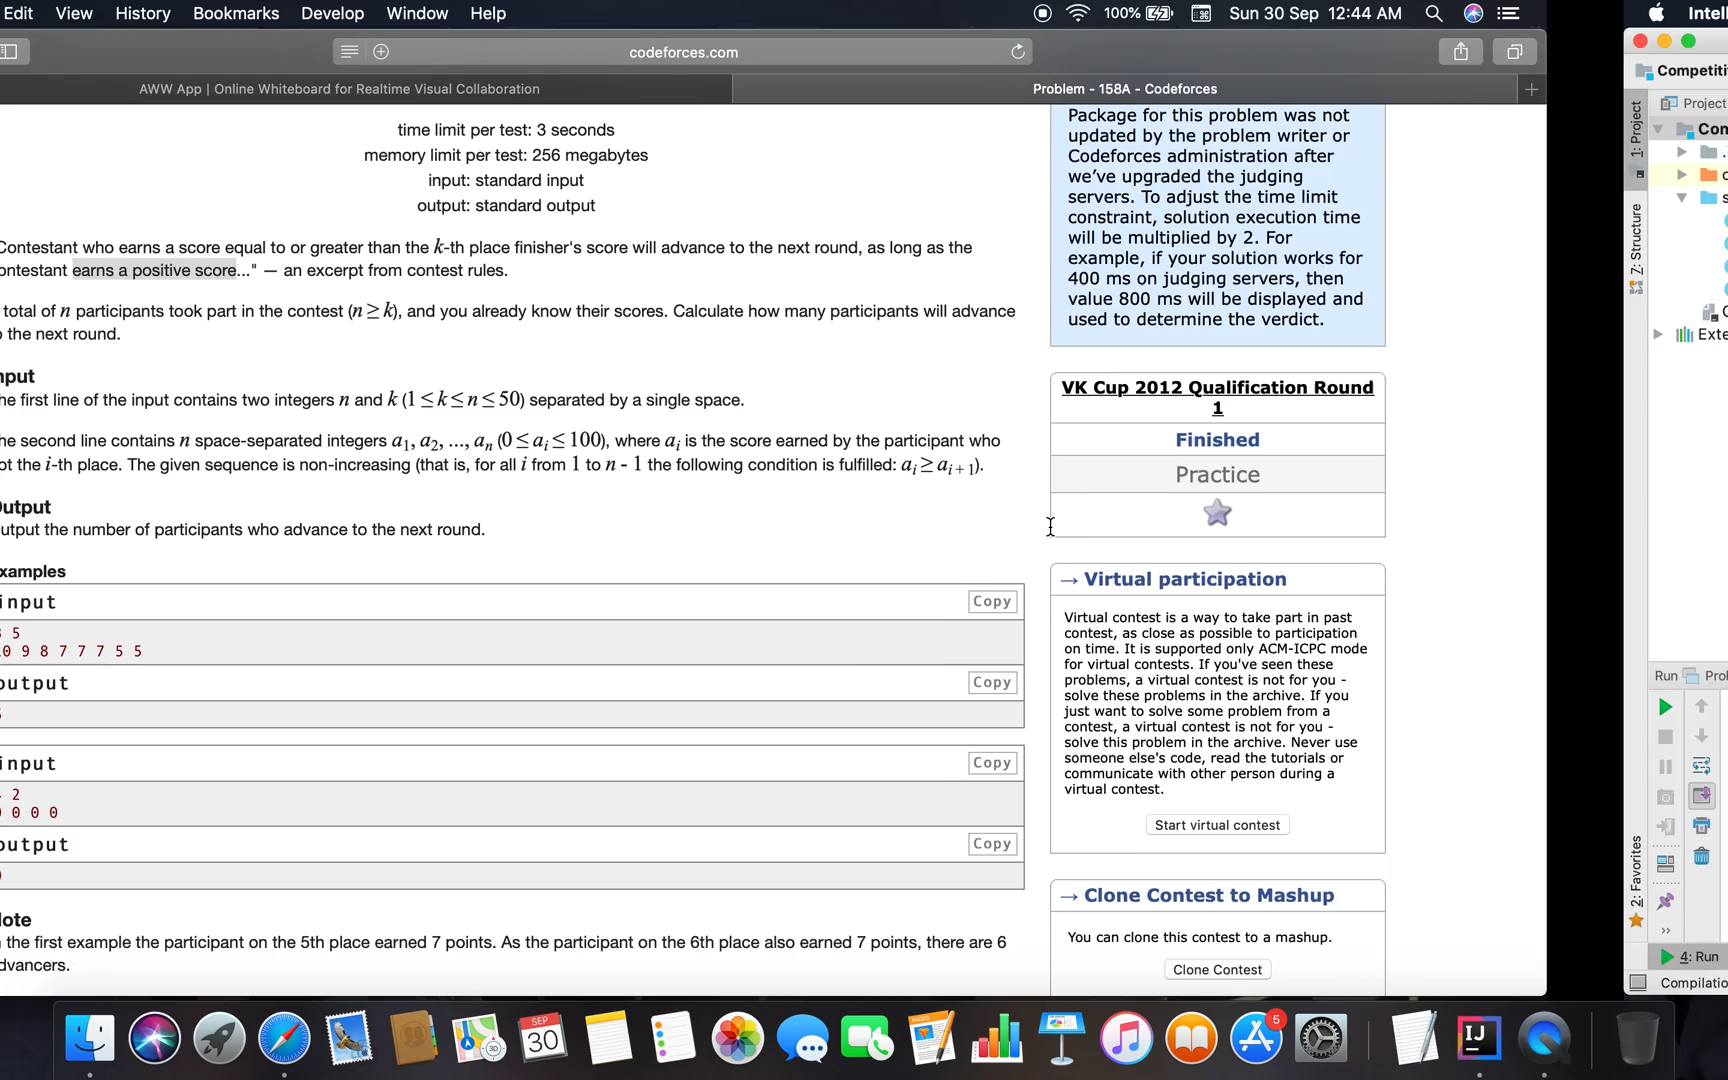 Edit View History Bookmarks Develop Window Help 100% Sun 30 Sep 12:44 AM
Intel
codeforces.com
AWW App | Online Whiteboard for Realtime Visual Collaboration
Problem - 158A - Codeforces
time limit per test: 3 seconds
memory limit per test: 256 megabytes
input: standard input
output: standard output
Contestant who earns a score equal to or greater than the k-th place finisher's score will advance to the next round, as long as the
ontestant earns a positive score..." — an excerpt from contest rules.
total of n participants took part in the contest (n ≥ k), and you already know their scores. Calculate how many participants will advance
o the next round.
nput
he first line of the input contains two integers n and k (1 ≤ k ≤ n ≤ 50) separated by a single space.
he second line contains n space-separated integers a1, a2, ..., an (0 ≤ ai ≤ 100), where ai is the score earned by the participant who
ot the i-th place. The given sequence is non-increasing (that is, for all i from 1 to n - 1 the following condition is fulfilled: ai ≥ ai + 1).
Output
utput the number of participants who advance to the next round.
xamples
input
Copy
5
10 9 8 7 7 7 5 5
output
Copy
input
Copy
2
0 0 0
output
Copy
Note
n the first example the participant on the 5th place earned 7 points. As the participant on the 6th place also earned 7 points, there are 6
dvancers.
Package for this problem was not
updated by the problem writer or
Codeforces administration after
we've upgraded the judging
servers. To adjust the time limit
constraint, solution execution time
will be multiplied by 2. For
example, if your solution works for
400 ms on judging servers, then
value 800 ms will be displayed and
used to determine the verdict.
VK Cup 2012 Qualification Round
1
Finished
Practice
→ Virtual participation
Virtual contest is a way to take part in past
contest, as close as possible to participation
on time. It is supported only ACM-ICPC mode
for virtual contests. If you've seen these
problems, a virtual contest is not for you -
solve these problems in the archive. If you
just want to solve some problem from a
contest, a virtual contest is not for you -
solve this problem in the archive. Never use
someone else's code, read the tutorials or
communicate with other person during a
virtual contest.
Start virtual contest
→ Clone Contest to Mashup
You can clone this contest to a mashup.
Clone Contest
Competiti
Project
Com
1: Project
7: Structure
Exte
Run Prol
2: Favorites
4: Run
Compilatio
SEP
30
3D
5
IJ